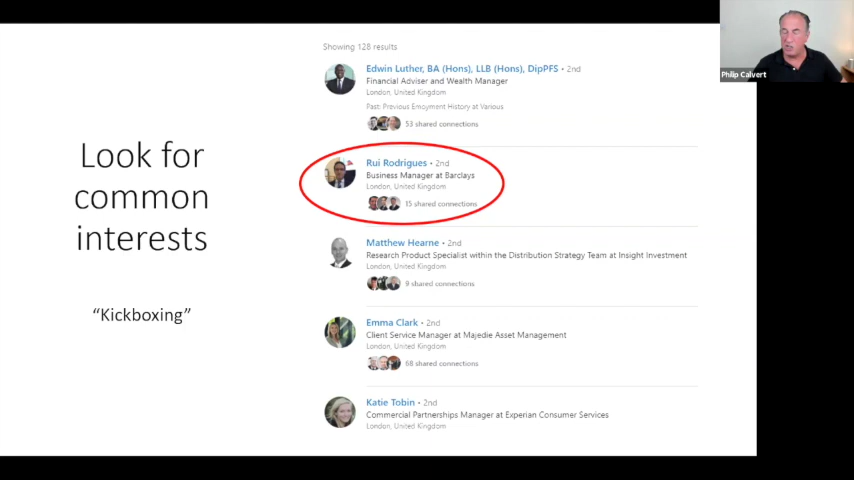 Look for
common
interests
“Kickboxing”
Showing 128 results
Edwin Luther, BA (Hons), LLB (Hons), DipPFS • 2nd
Financial Adviser and Wealth Manager
London, United Kingdom
Past: Previous Emoyment History at Various
53 shared connections
Rui Rodrigues • 2nd
Business Manager at Barclays
London, United Kingdom
15 shared connections
Matthew Hearne • 2nd
Research Product Specialist within the Distribution Strategy Team at Insight Investment
London, United Kingdom
9 shared connections
Emma Clark • 2nd
Client Service Manager at Majedie Asset Management
London, United Kingdom
68 shared connections
Katie Tobin • 2nd
Commercial Partnerships Manager at Experian Consumer Services
London, United Kingdom
Philip Calvert